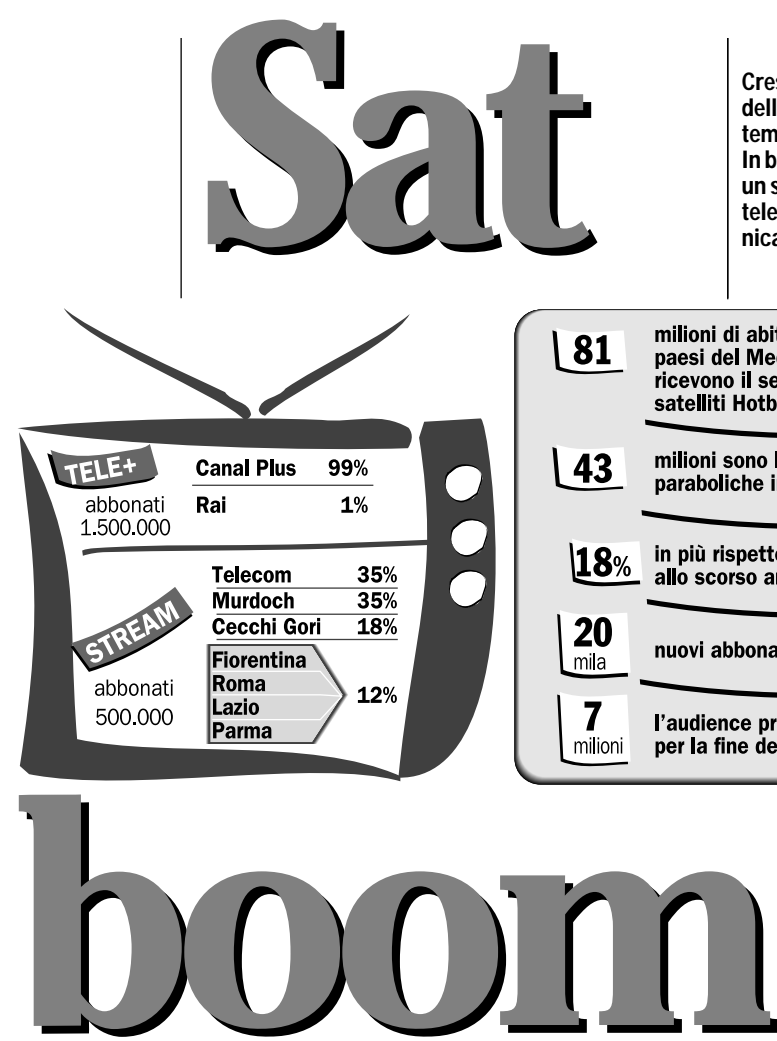 Sat
Cres
dell
tem
In b
un s
tele
nica
TELE+
abbonati
1.500.000
Canal Plus 99%
Rai 1%
STREAM
abbonati
500.000
Telecom 35%
Murdoch 35%
Cecchi Gori 18%
Fiorentina
Roma
Lazio
Parma
12%
81
milioni di abit
paesi del Med
ricevono il se
satelliti Hotb
43
milioni sono l
paraboliche i
18%
in più rispetto
allo scorso an
20
mila
nuovi abbona
7
milioni
l'audience pr
per la fine de
boom